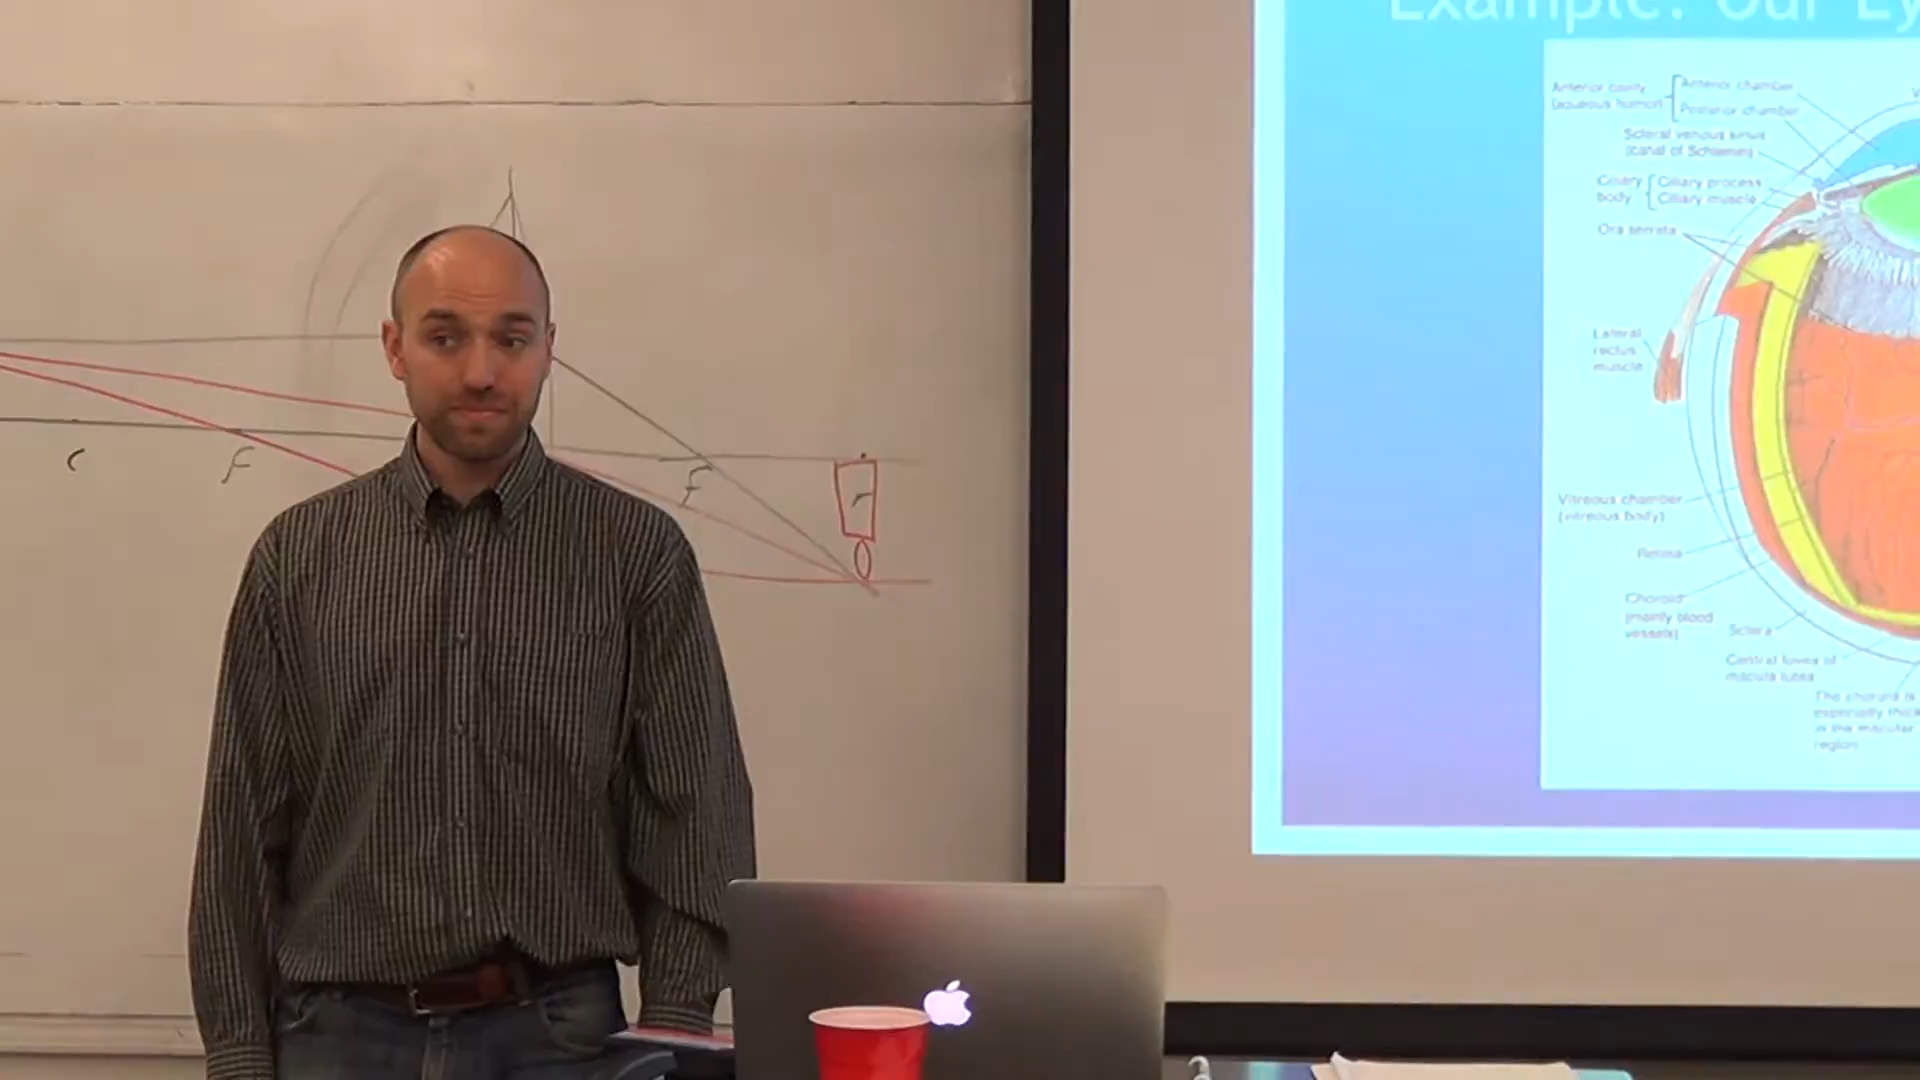 C
F
F
r
Example: Our Ey
Anterior cavity
(aqueous humor)
Anterior chamber
Posterior chamber
Scleral venous sinus
(canal of Schlemm)
Ciliary
body
Ciliary process
Ciliary muscle
Ora serrata
Lateral
rectus
muscle
Vitreous chamber
(vitreous body)
Retina
Choroid
(mainly blood
vessels)
Sclera
Central fovea of
macula lutea
The choroid is
especially thick
in the macular
region